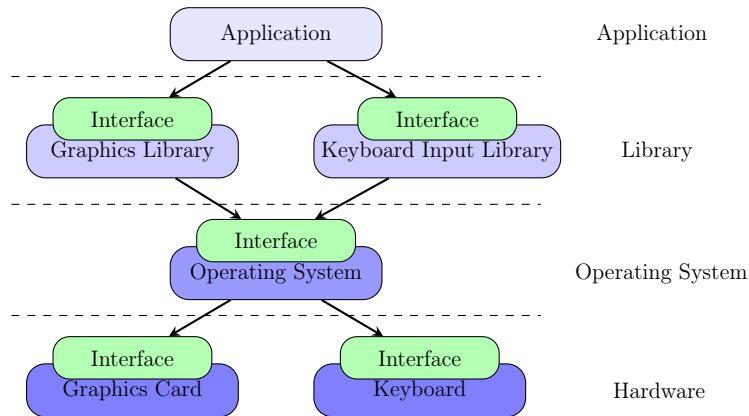 Application
Application
Interface
Interface
Graphics Library
Keyboard Input Library
Library
Interface
Operating System
Operating System
Interface
Interface
Graphics Card
Keyboard
Hardware